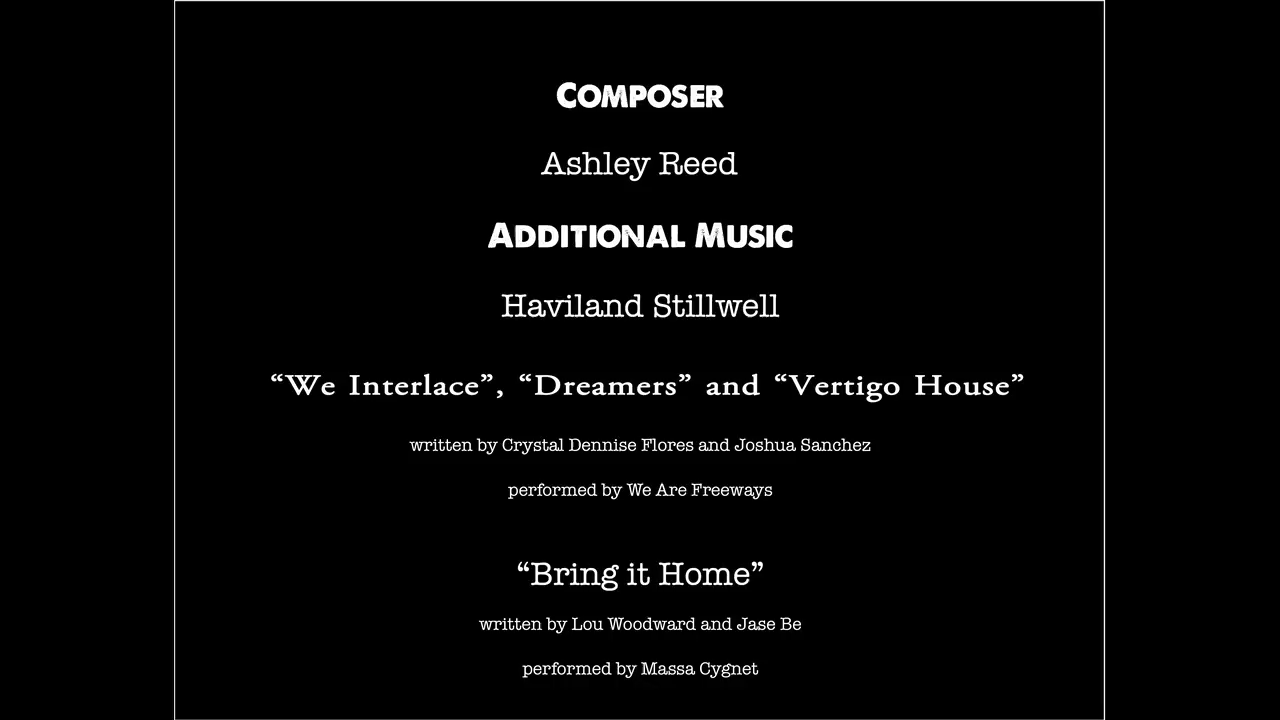 COMPOSER
Ashley Reed
ADDITIONAL MUSIC
Haviland Stillwell
“We Interlace”, “Dreamers” and “Vertigo House”
written by Crystal Dennise Flores and Joshua Sanchez
performed by We Are Freeways
“Bring it Home”
written by Lou Woodward and Jase Be
performed by Massa Cygnet